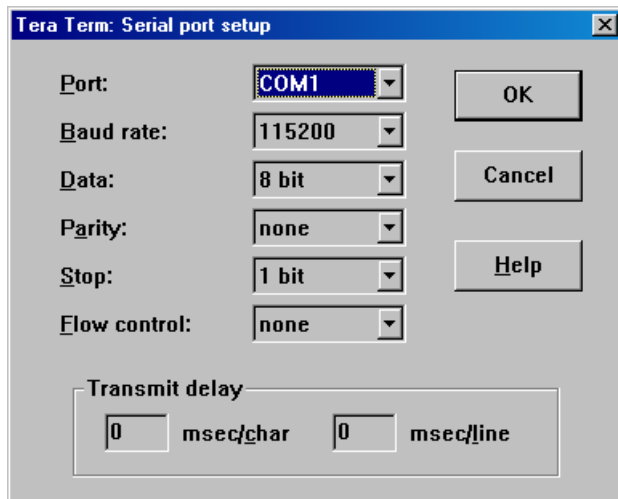 Tera Term: Serial port setup
Port: COM1
OK
Baud rate: 115200
Data: 8 bit
Cancel
Parity: none
Stop: 1 bit
Help
Flow control: none
Transmit delay
0 msec/char 0 msec/line